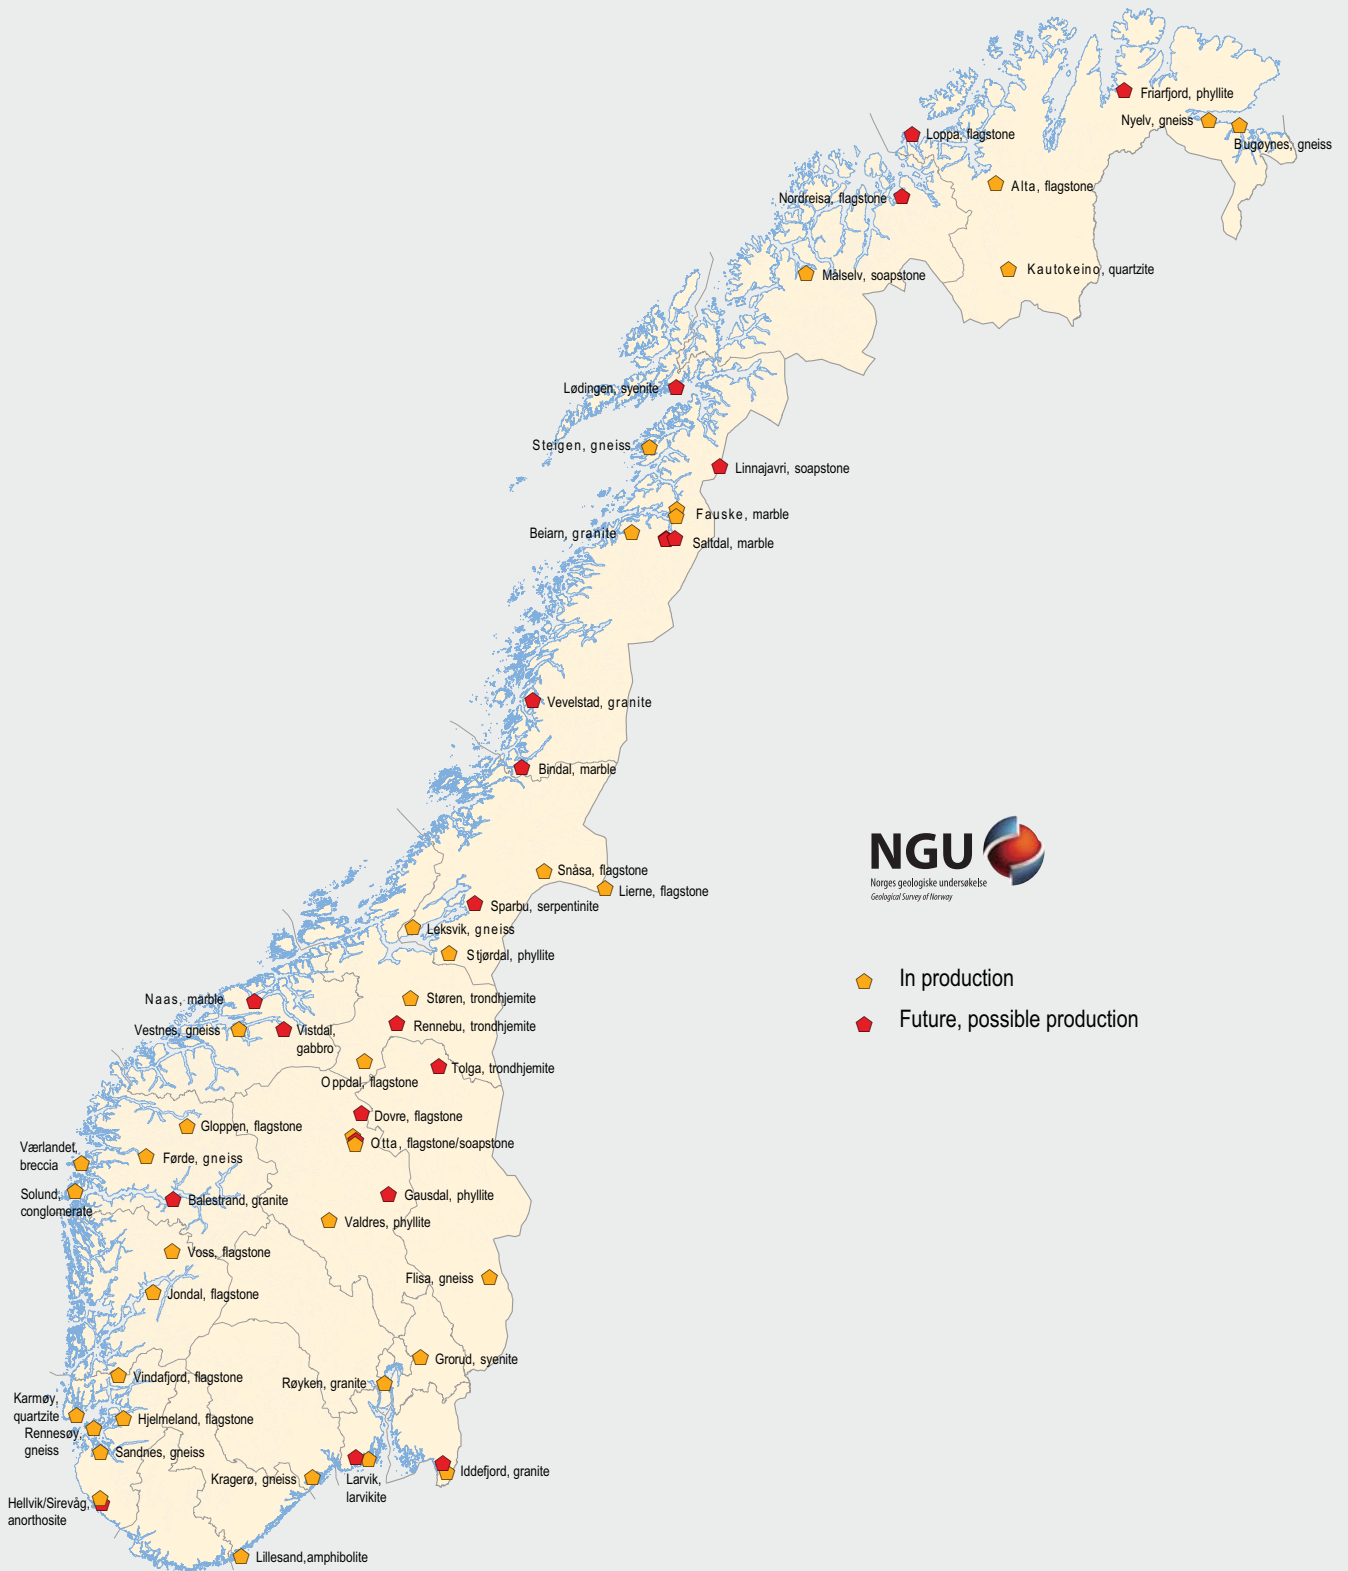 Friarfjord, phyllite
Nyelv, gneiss
Loppa, flagstone
Bugøynes, gneiss
Alta, flagstone
Nordreisa, flagstone
Kautokeino, quartzite
Målselv, soapstone
Lødingen, syenite
Steigen, gneiss
Linnajavri, soapstone
Fauske, marble
Beiarn, granite
Saltdal, marble
Vevelstad, granite
Bindal, marble
NGU
Norges geologiske undersøkelse
Geological Survey of Norway
Snåsa, flagstone
Lierne, flagstone
Sparbu, serpentinite
Leksvik, gneiss
Stjørdal, phyllite
In production
Naas, marble
Støren, trondhjemite
Future, possible production
Vestnes, gneiss
Vistdal,
gabbro
Rennebu, trondhjemite
Tolga, trondhjemite
Oppdal, flagstone
Dovre, flagstone
Gloppen, flagstone
Otta, flagstone/soapstone
Værlandet,
breccia
Førde, gneiss
Solund,
conglomerate
Balestrand, granite
Gausdal, phyllite
Valdres, phyllite
Voss, flagstone
Flisa, gneiss
Jondal, flagstone
Grorud, syenite
Vindafjord, flagstone
Røyken, granite
Karmøy,
quartzite
Hjelmeland, flagstone
Rennesøy,
gneiss
Sandnes, gneiss
Iddefjord, granite
Kragerø, gneiss
Larvik,
larvikite
Hellvik/Sirevåg,
anorthosite
Lillesand,amphibolite